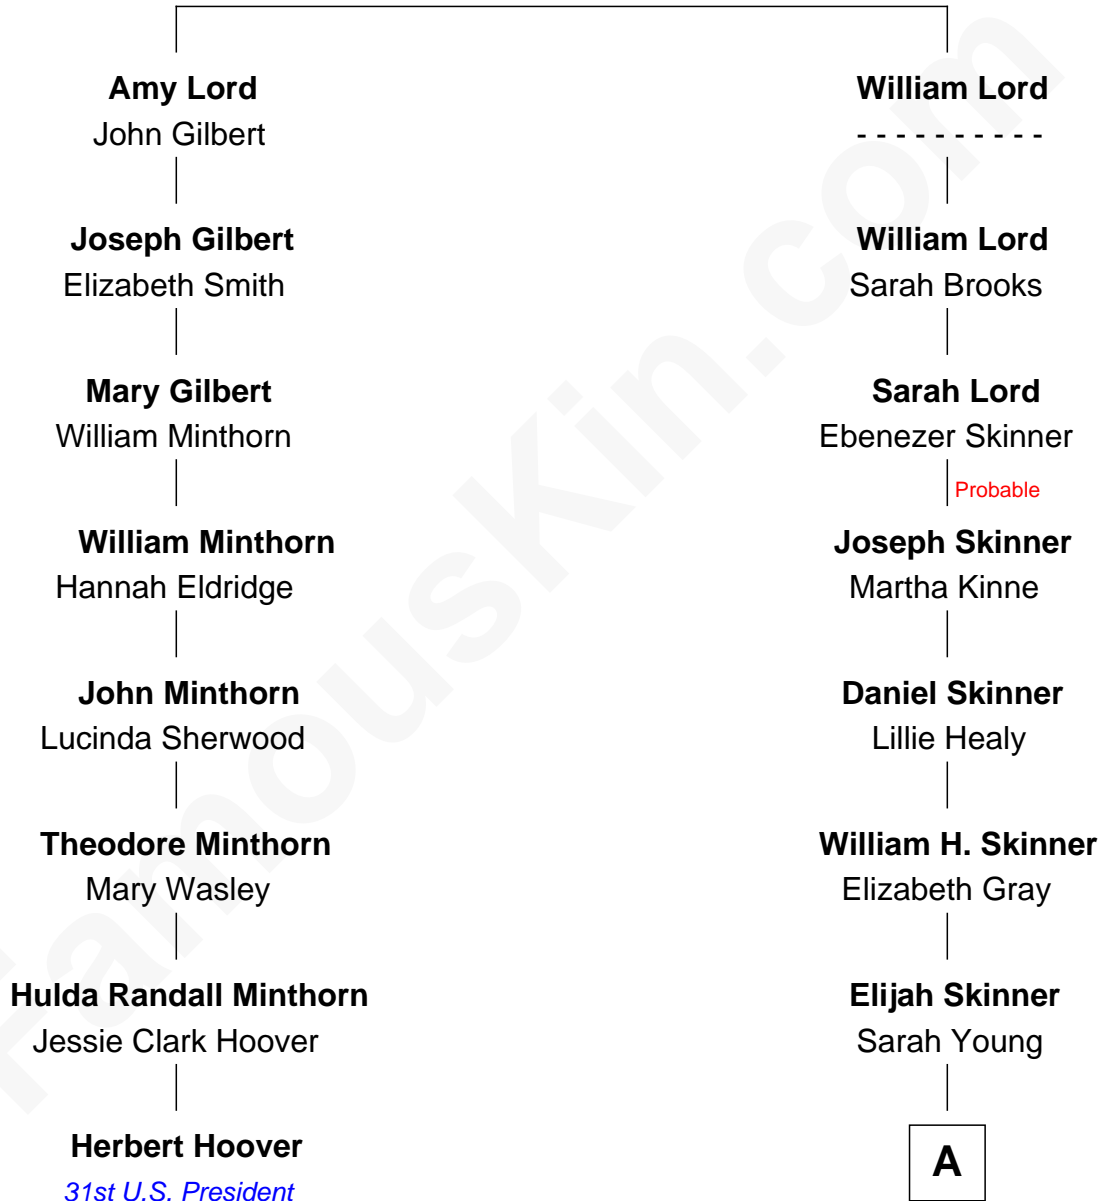 Amy Lord
John Gilbert
Joseph Gilbert
Elizabeth Smith
Mary Gilbert
William Minthorn
William Minthorn
Hannah Eldridge
John Minthorn
Lucinda Sherwood
Theodore Minthorn
Mary Wasley
Hulda Randall Minthorn
Jessie Clark Hoover
Herbert Hoover
31st U.S. President
William Lord
- - - - - - - - - -
William Lord
Sarah Brooks
Sarah Lord
Ebenezer Skinner
Probable
Joseph Skinner
Martha Kinne
Daniel Skinner
Lillie Healy
William H. Skinner
Elizabeth Gray
Elijah Skinner
Sarah Young
A
FamousKin.com